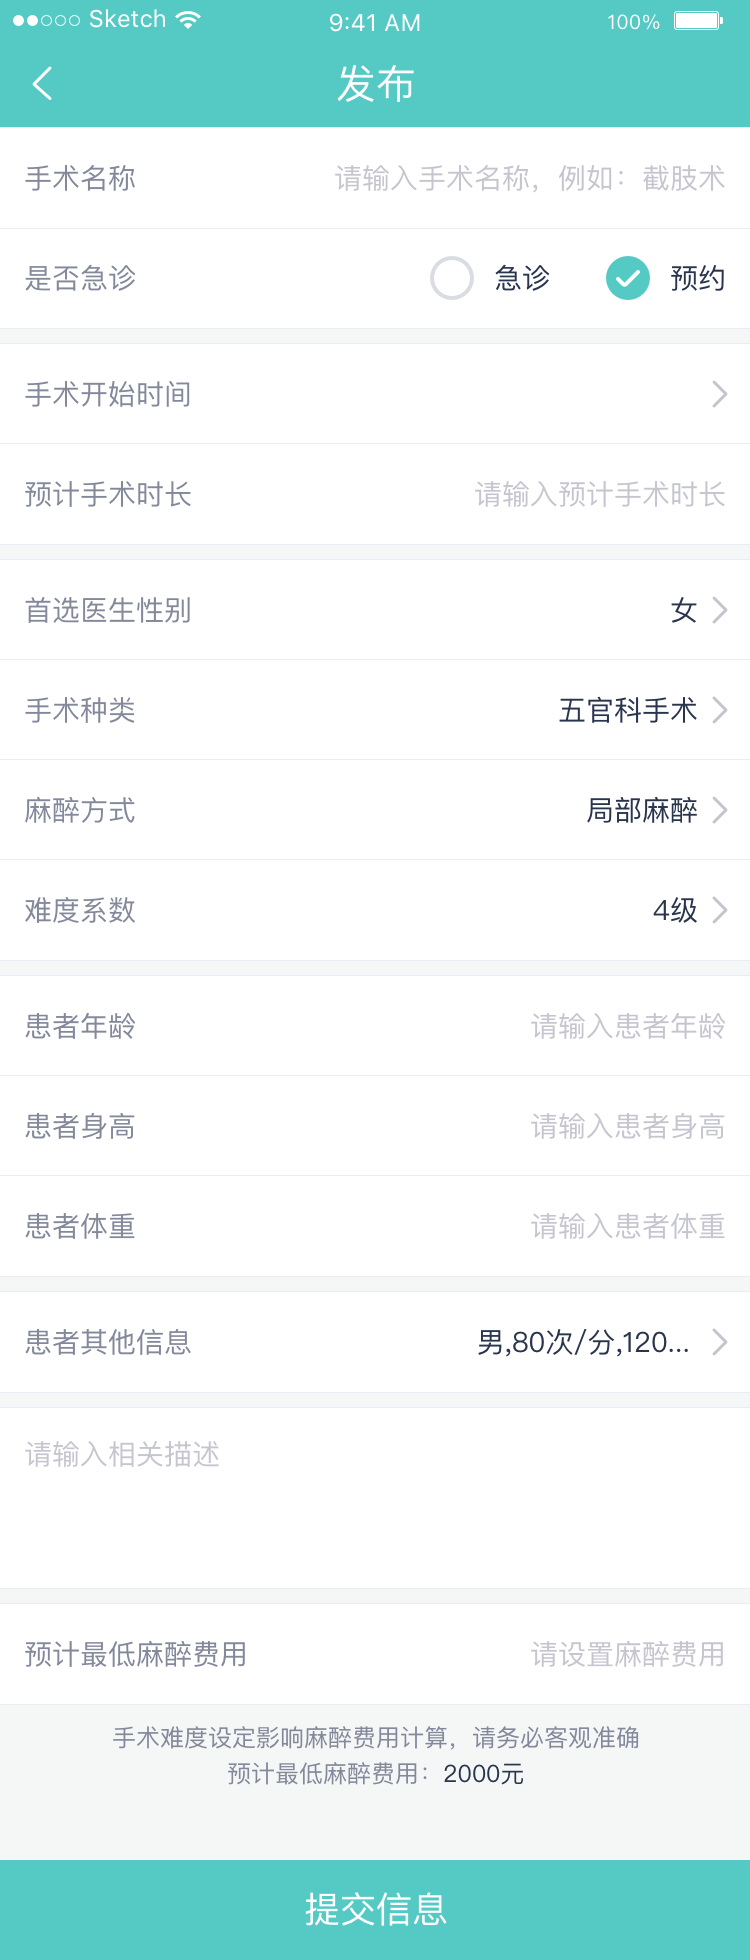 Sketch 9:41 AM 100%
发布
手术名称 请输入手术名称，例如：截肢术
是否急诊 急诊 预约
手术开始时间
预计手术时长 请输入预计手术时长
首选医生性别 女
手术种类 五官科手术
麻醉方式 局部麻醉
难度系数 4级
患者年龄 请输入患者年龄
患者身高 请输入患者身高
患者体重 请输入患者体重
患者其他信息 男,80次/分,120...
请输入相关描述
预计最低麻醉费用 请设置麻醉费用
手术难度设定影响麻醉费用计算，请务必客观准确
预计最低麻醉费用：2000元
提交信息